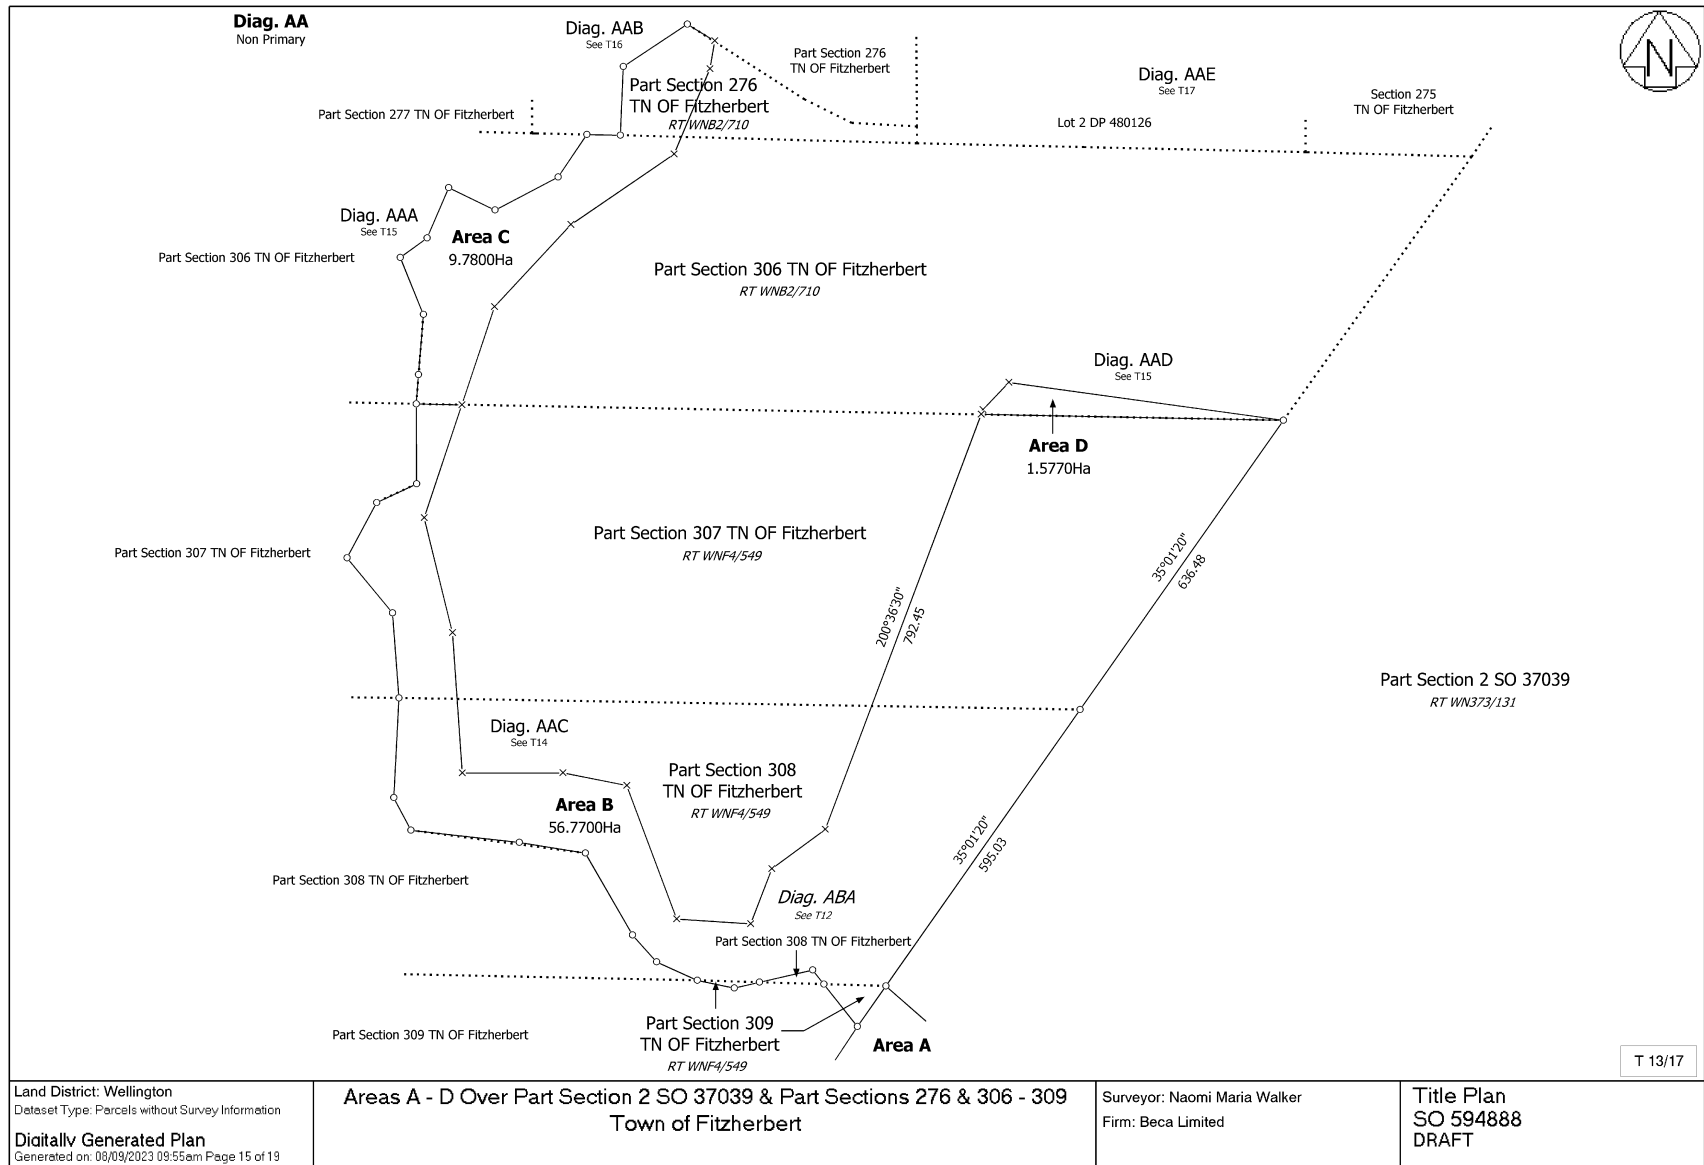 Diag. AA
Non Primary
Diag. AAB
See T16
Part Section 276
TN OF Fitzherbert
Diag. AAE
See T17
N
Part Section 276
TN OF Fitzherbert
RT WNB2/710
Section 275
TN OF Fitzherbert
Part Section 277 TN OF Fitzherbert
Lot 2 DP 480126
Diag. AAA
See T15
Area C
9.7800Ha
Part Section 306 TN OF Fitzherbert
Part Section 306 TN OF Fitzherbert
RT WNB2/710
Diag. AAD
See T15
Area D
1.5770Ha
Part Section 307 TN OF Fitzherbert
RT WNF4/549
Part Section 307 TN OF Fitzherbert
35°01'20"
636.48
200°36'30"
792.45
Part Section 2 SO 37039
RT WN373/131
Diag. AAC
See T14
Part Section 308
TN OF Fitzherbert
RT WNF4/549
Area B
56.7700Ha
35°01'20"
595.03
Part Section 308 TN OF Fitzherbert
Diag. ABA
See T12
Part Section 308 TN OF Fitzherbert
Part Section 309 TN OF Fitzherbert
Part Section 309
TN OF Fitzherbert
RT WNF4/549
Area A
T 13/17
Land District: Wellington
Dataset Type: Parcels without Survey Information
Digitally Generated Plan
Generated on: 08/09/2023 09:55am Page 15 of 19
Areas A - D Over Part Section 2 SO 37039 & Part Sections 276 & 306 - 309
Town of Fitzherbert
Surveyor: Naomi Maria Walker
Firm: Beca Limited
Title Plan
SO 594888
DRAFT